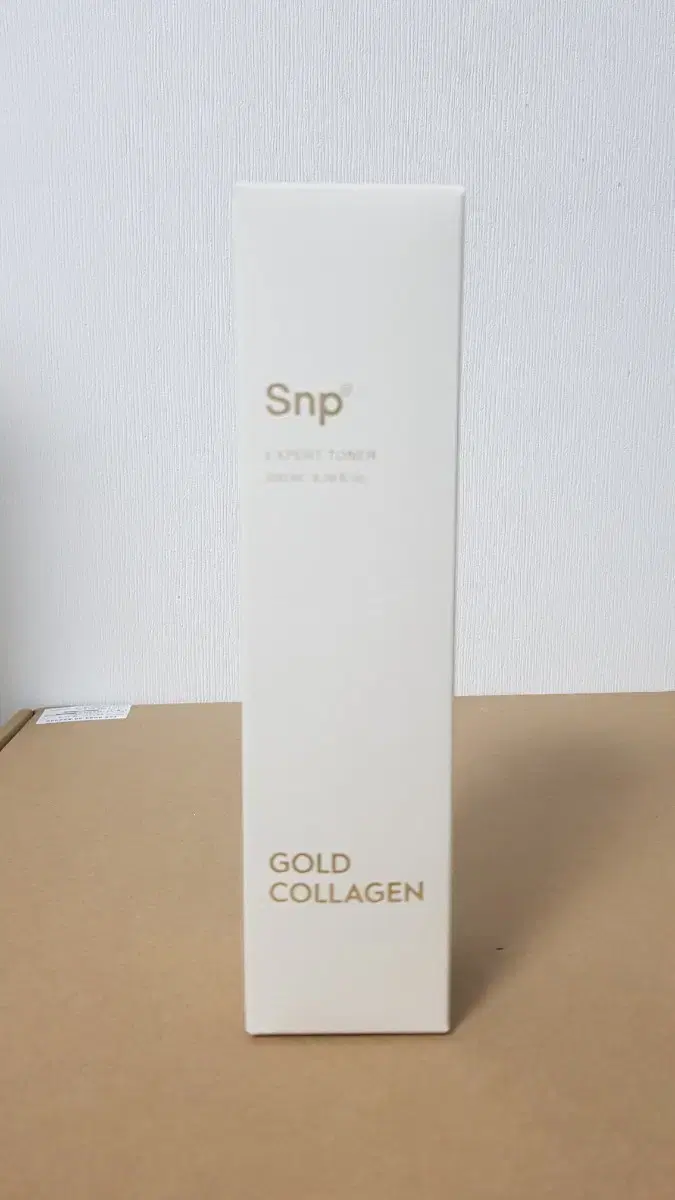 Snp
EXPERT TONER
GOLD
COLLAGEN